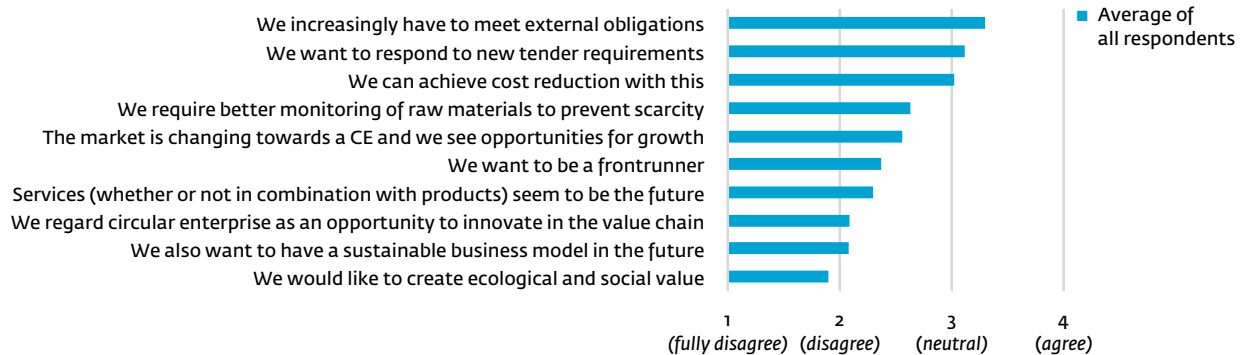 We increasingly have to meet external obligations
We want to respond to new tender requirements
We can achieve cost reduction with this
We require better monitoring of raw materials to prevent scarcity
The market is changing towards a CE and we see opportunities for growth
We want to be a frontrunner
Services (whether or not in combination with products) seem to be the future
We regard circular enterprise as an opportunity to innovate in the value chain
We also want to have a sustainable business model in the future
We would like to create ecological and social value
Average of
all respondents
1 2 3 4
(fully disagree) (disagree) (neutral) (agree)